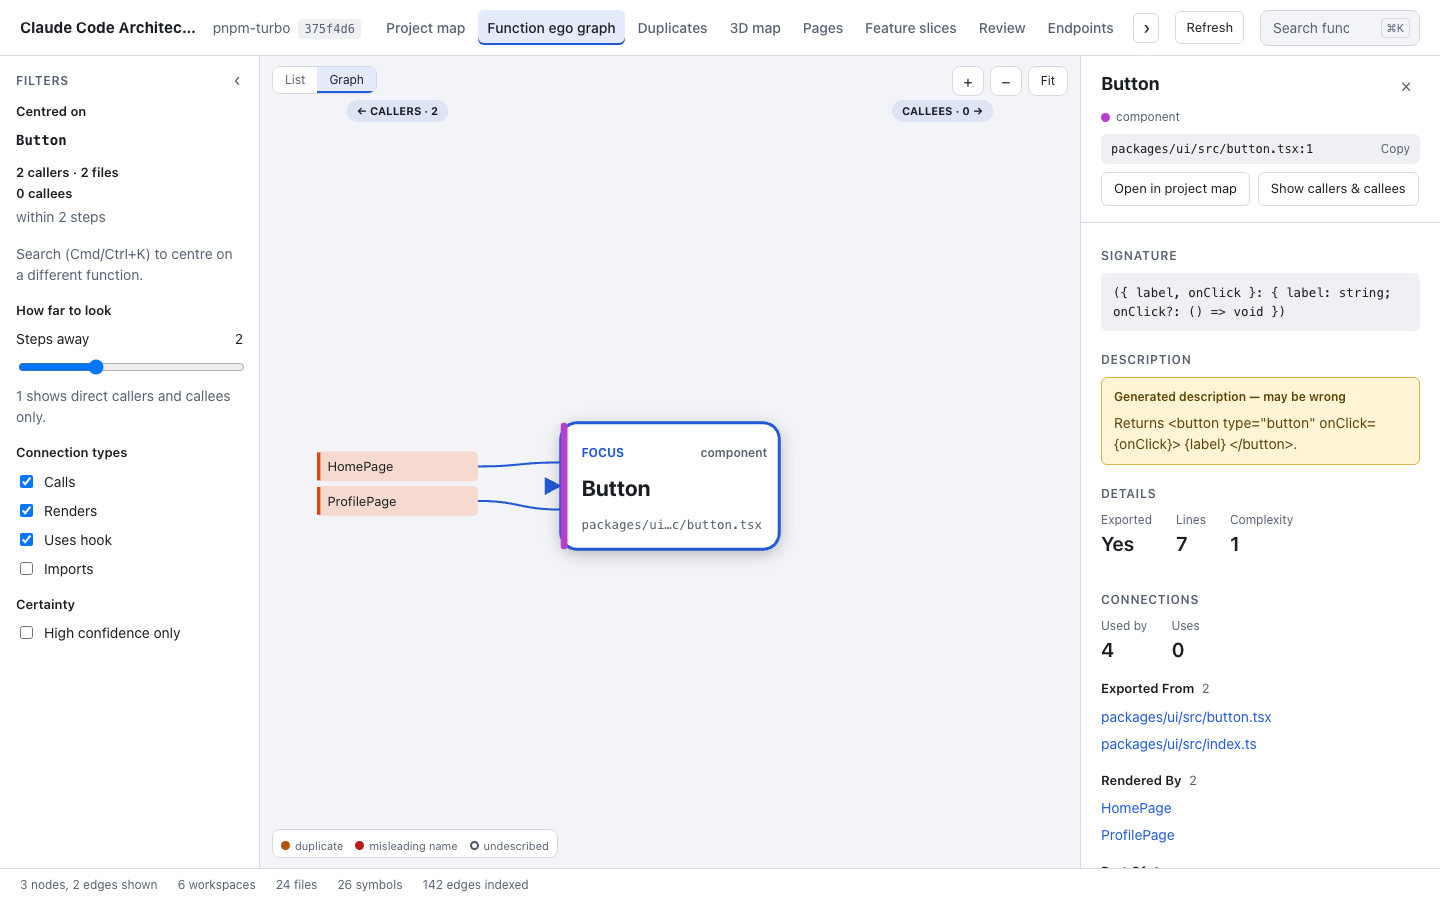 Claude Code Architec...
pnpm-turbo 375f4d6
Project map
Function ego graph
Duplicates
3D map
Pages
Feature slices
Review
Endpoints
›
Refresh
Search func ⌘K
FILTERS ‹
Centred on
Button
2 callers · 2 files
0 callees
within 2 steps
Search (Cmd/Ctrl+K) to centre on
a different function.
How far to look
Steps away 2
1 shows direct callers and callees
only.
Connection types
Calls
Renders
Uses hook
Imports
Certainty
High confidence only
List Graph
+ − Fit
← CALLERS · 2
CALLEES · 0 →
HomePage
ProfilePage
FOCUS component
Button
packages/ui…c/button.tsx
duplicate misleading name undescribed
Button ×
component
packages/ui/src/button.tsx:1 Copy
Open in project map Show callers & callees
SIGNATURE
({ label, onClick }: { label: string;
onClick?: () => void })
DESCRIPTION
Generated description — may be wrong
Returns <button type="button" onClick=
{onClick}> {label} </button>.
DETAILS
Exported Lines Complexity
Yes 7 1
CONNECTIONS
Used by Uses
4 0
Exported From 2
packages/ui/src/button.tsx
packages/ui/src/index.ts
Rendered By 2
HomePage
ProfilePage
3 nodes, 2 edges shown 6 workspaces 24 files 26 symbols 142 edges indexed